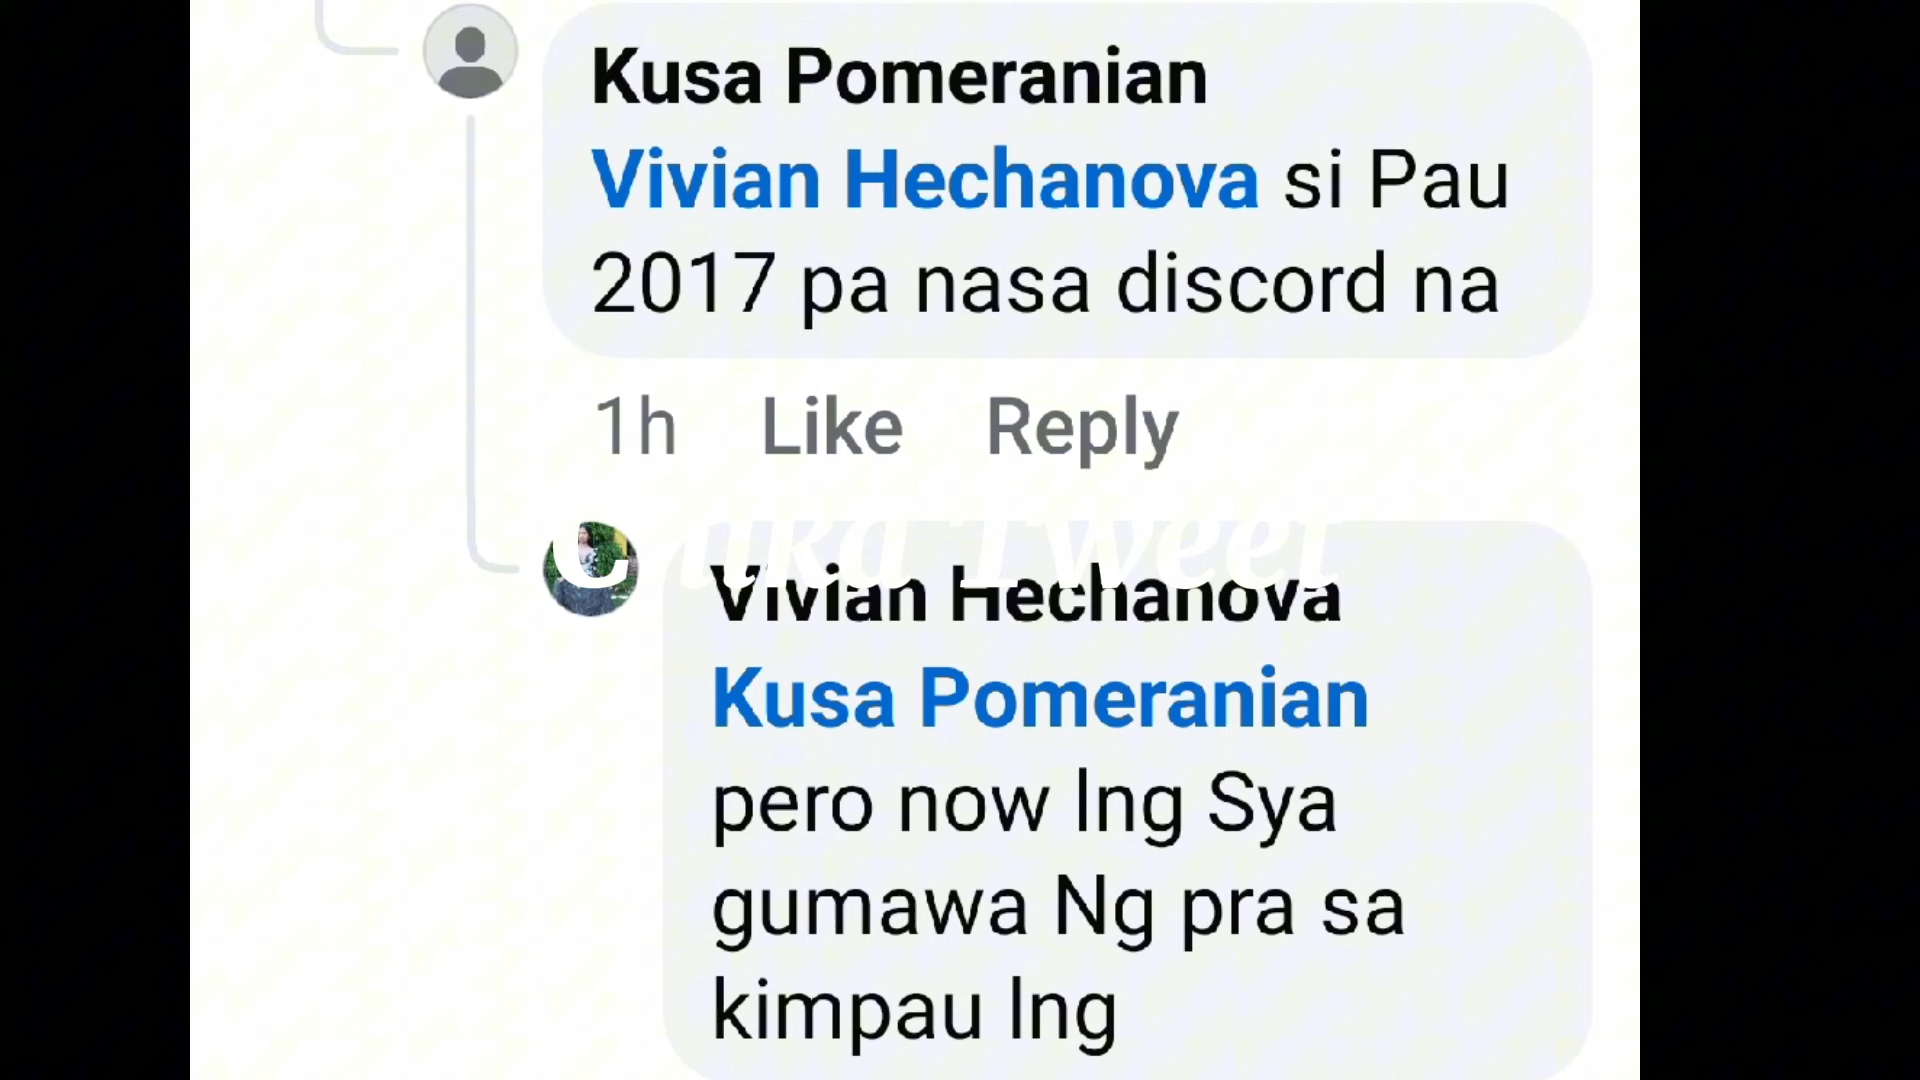 Kusa Pomeranian
Vivian Hechanova si Pau
2017 pa nasa discord na
1h Like Reply
Tweet
Vivian Hechanova
Kusa Pomeranian
pero now lng Sya
gumawa Ng pra sa
kimpau lng